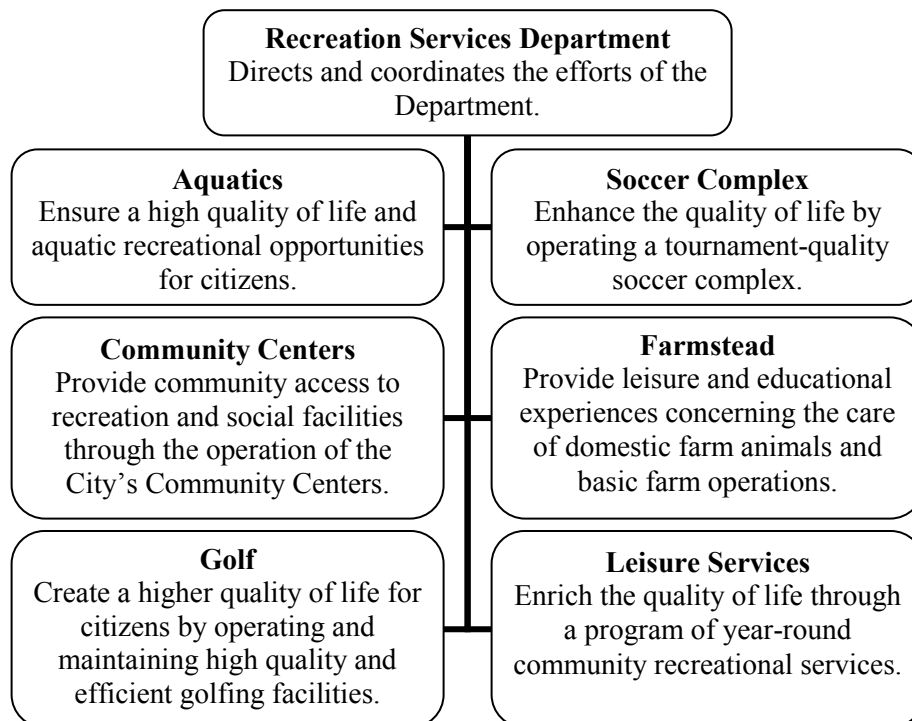 Recreation Services Department
Directs and coordinates the efforts of the
Department.
Aquatics
Ensure a high quality of life and
aquatic recreational opportunities
for citizens.
Soccer Complex
Enhance the quality of life by
operating a tournament-quality
soccer complex.
Community Centers
Provide community access to
recreation and social facilities
through the operation of the
City’s Community Centers.
Farmstead
Provide leisure and educational
experiences concerning the care
of domestic farm animals and
basic farm operations.
Golf
Create a higher quality of life for
citizens by operating and
maintaining high quality and
efficient golfing facilities.
Leisure Services
Enrich the quality of life through
a program of year-round
community recreational services.